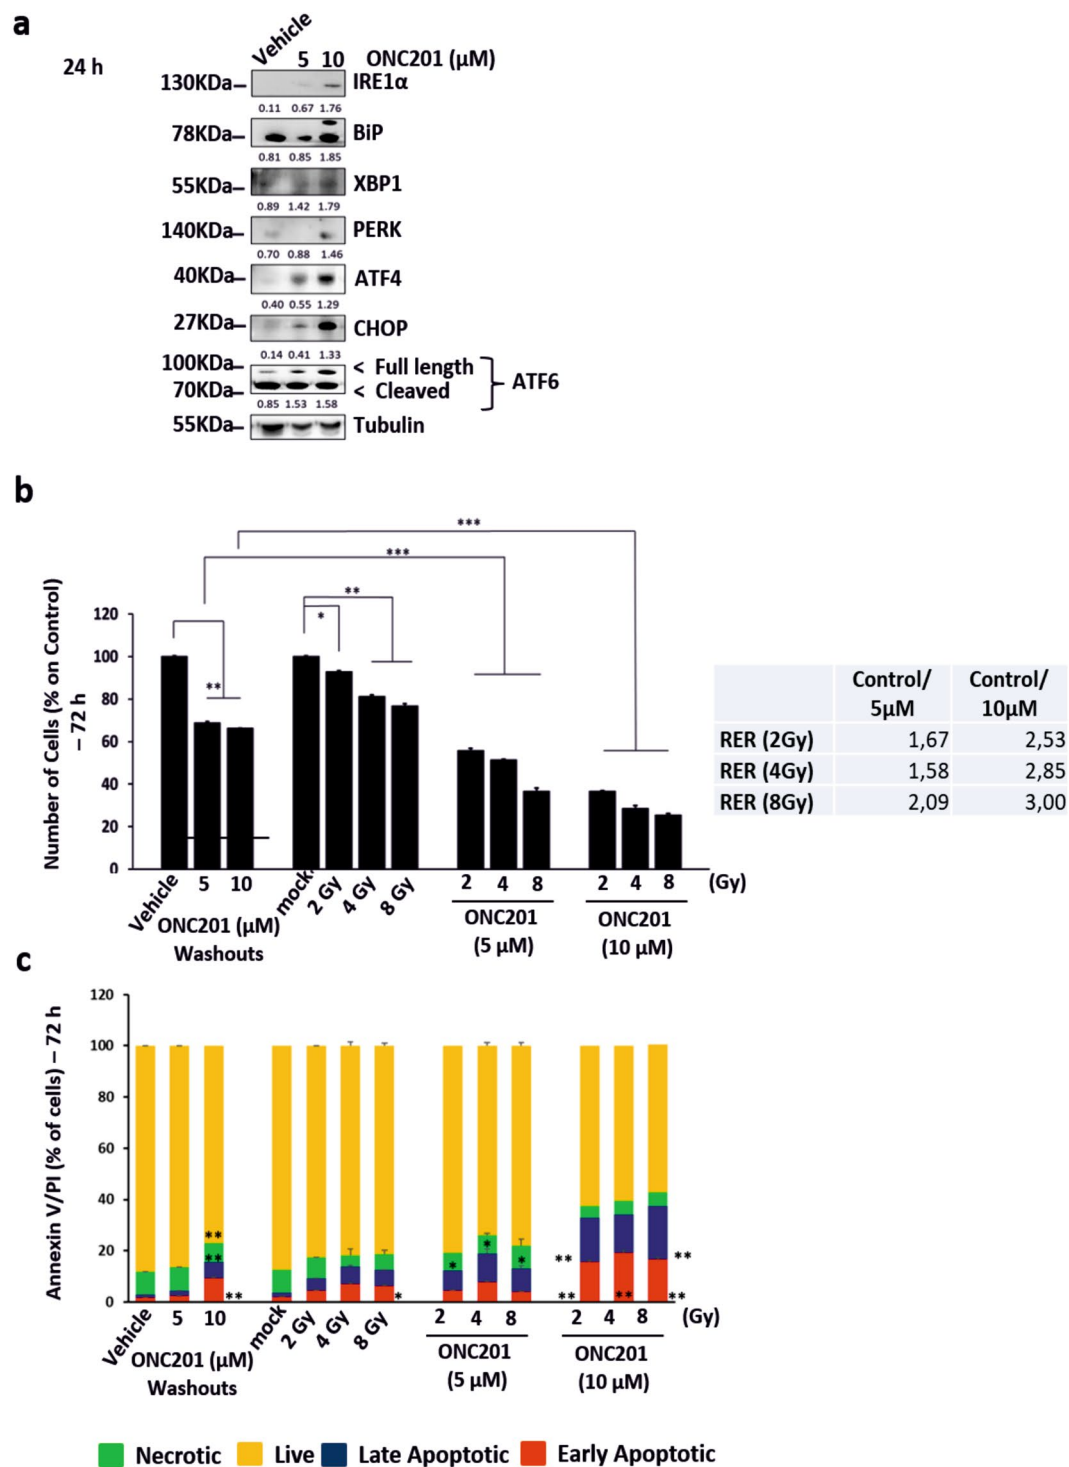 a
24 h
Vehicle 5 10 ONC201 (µM)
130KDa IRE1α
0.11 0.67 1.76
78KDa BiP
0.81 0.85 1.85
55KDa XBP1
0.89 1.42 1.79
140KDa PERK
0.70 0.88 1.46
40KDa ATF4
0.40 0.55 1.29
27KDa CHOP
0.14 0.41 1.33
100KDa < Full length
70KDa < Cleaved
ATF6
0.85 1.53 1.58
55KDa Tubulin
b
Number of Cells (% on Control)
– 72 h
120
100
80
60
40
20
0
***
***
**
*
**
Vehicle 5 10 mock 2 Gy 4 Gy 8 Gy 2 4 8 2 4 8 (Gy)
ONC201 (µM)
Washouts
ONC201
(5 µM)
ONC201
(10 µM)
Control/
5µM
Control/
10µM
RER (2Gy) 1,67 2,53
RER (4Gy) 1,58 2,85
RER (8Gy) 2,09 3,00
c
Annexin V/PI (% of cells) – 72 h
120
100
80
60
40
20
0
**
**
**
*
*
*
*
**
**
**
**
**
Vehicle 5 10 mock 2 Gy 4 Gy 8 Gy 2 4 8 2 4 8 (Gy)
ONC201 (µM)
Washouts
ONC201
(5 µM)
ONC201
(10 µM)
Necrotic Live Late Apoptotic Early Apoptotic